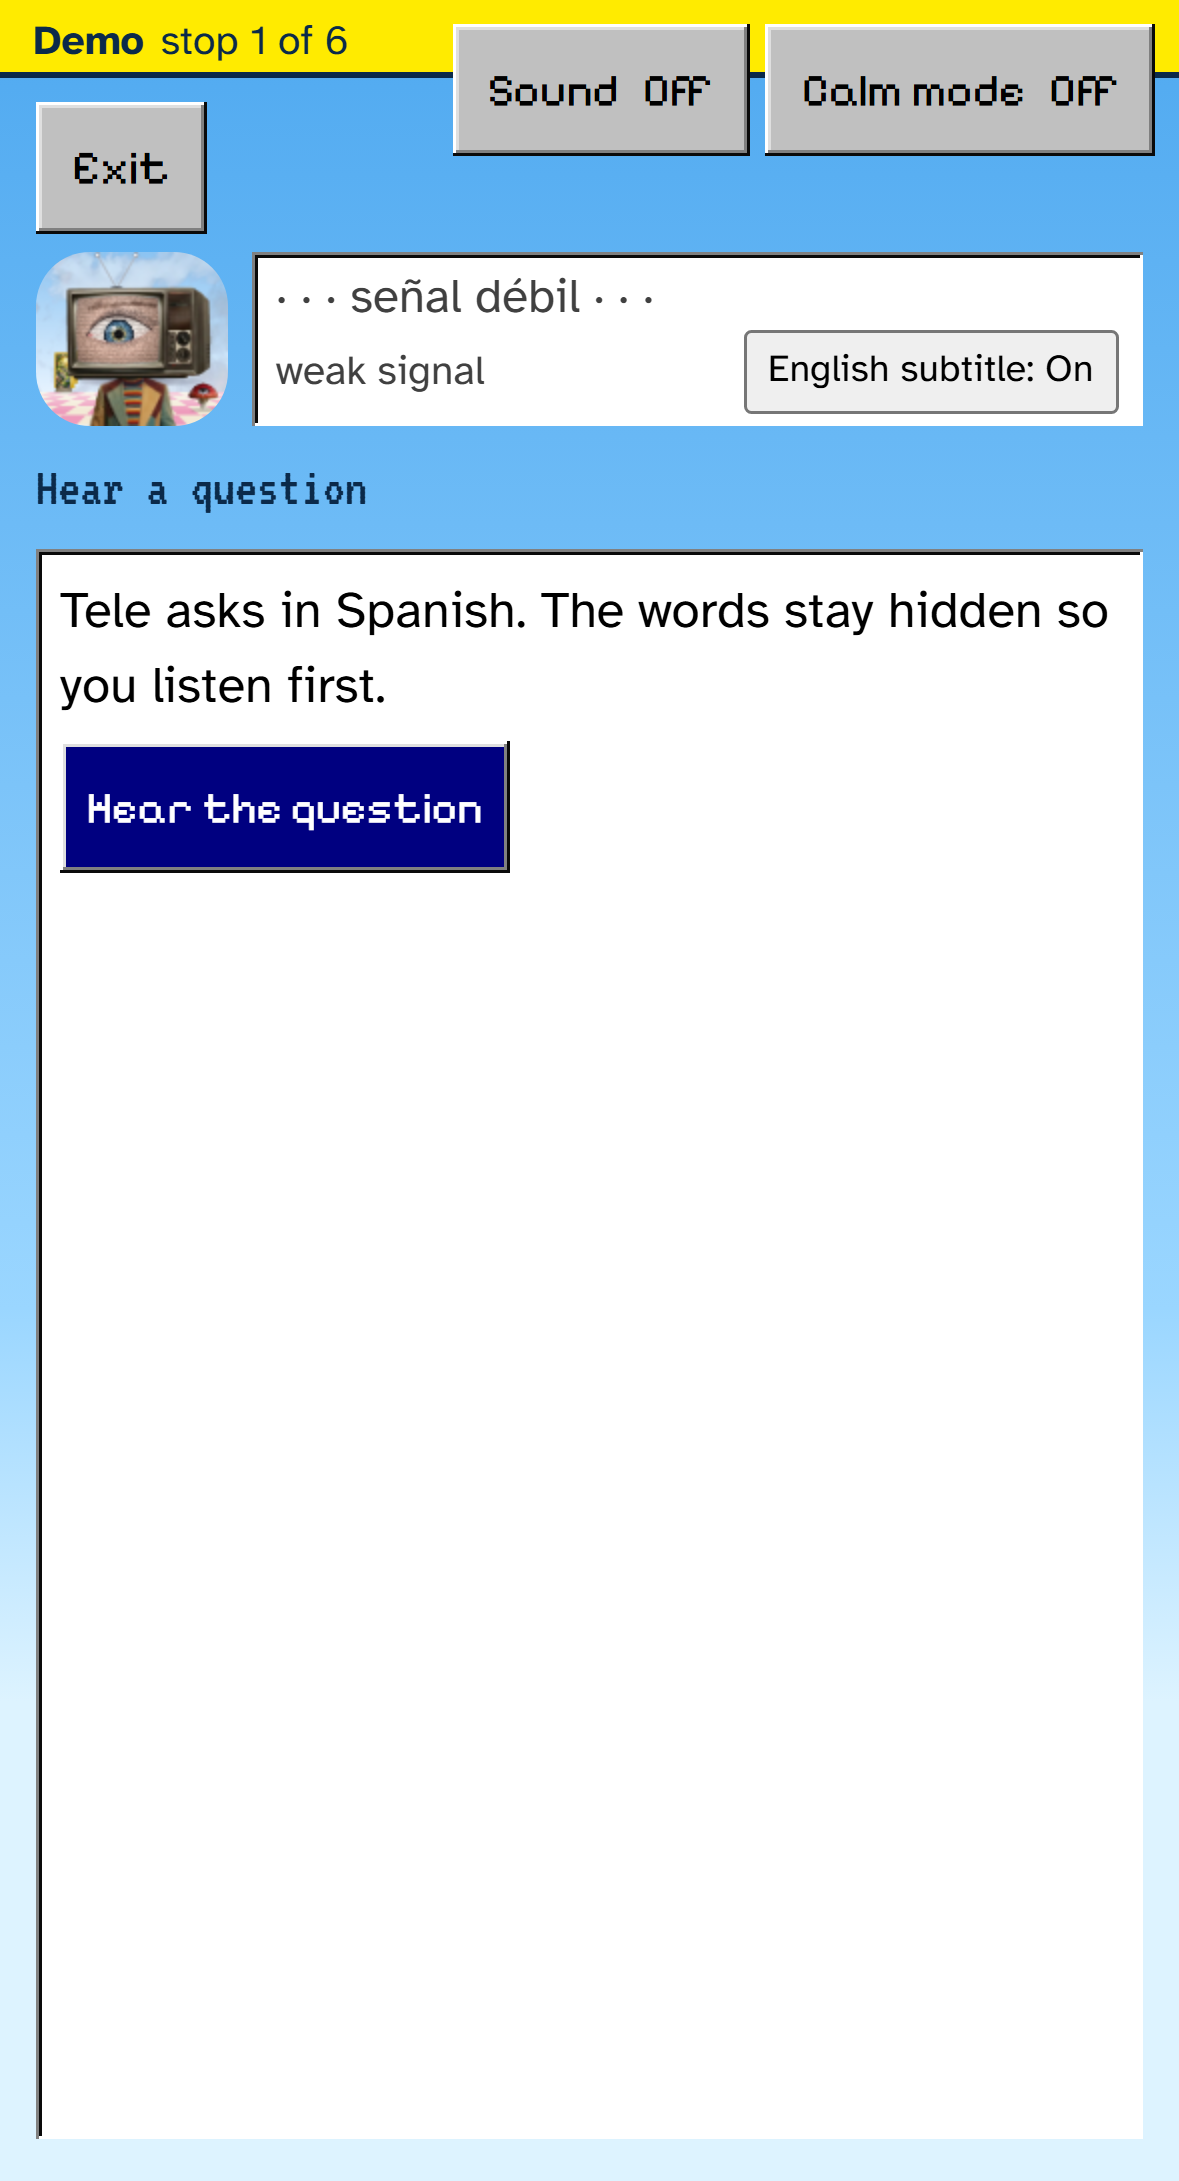 Demo stop 1 of 6
Sound Off
Calm mode Off
Exit
· · · señal débil · · ·
weak signal
English subtitle: On
Hear a question
Tele asks in Spanish. The words stay hidden so
you listen first.
Hear the question